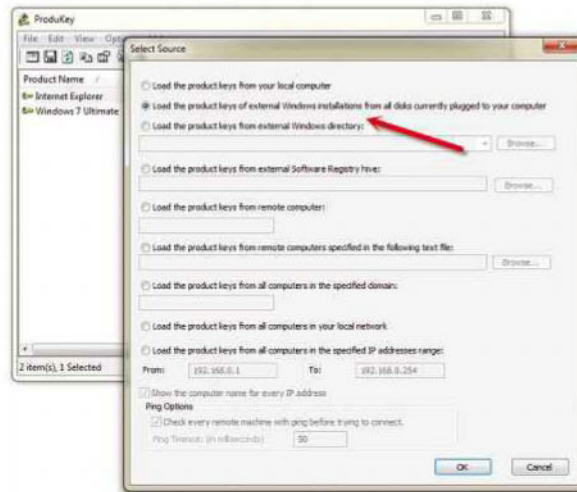 ProduKey
File Edit View Options
Product Name /
Internet Explorer
Windows 7 Ultimate
2 item(s), 1 Selected
Select Source
Load the product keys from your local computer
Load the product keys of external Windows installations from all disks currently plugged to your computer
Load the product keys from external Windows directory:
Browse...
Load the product keys from external Software Registry hive:
Load the product keys from remote computer:
Load the product keys from remote computers specified in the following text file:
Browse...
Load the product keys from all computers in the specified domain:
Load the product keys from all computers in your local network
Load the product keys from all computers in the specified IP addresses range:
From: 192.168.0.1 To: 192.168.0.254
Show the computer name for every IP address
Ping Options
Check every remote machine with ping before trying to connect.
Ping Timeout: (in milliseconds) 50
OK Cancel